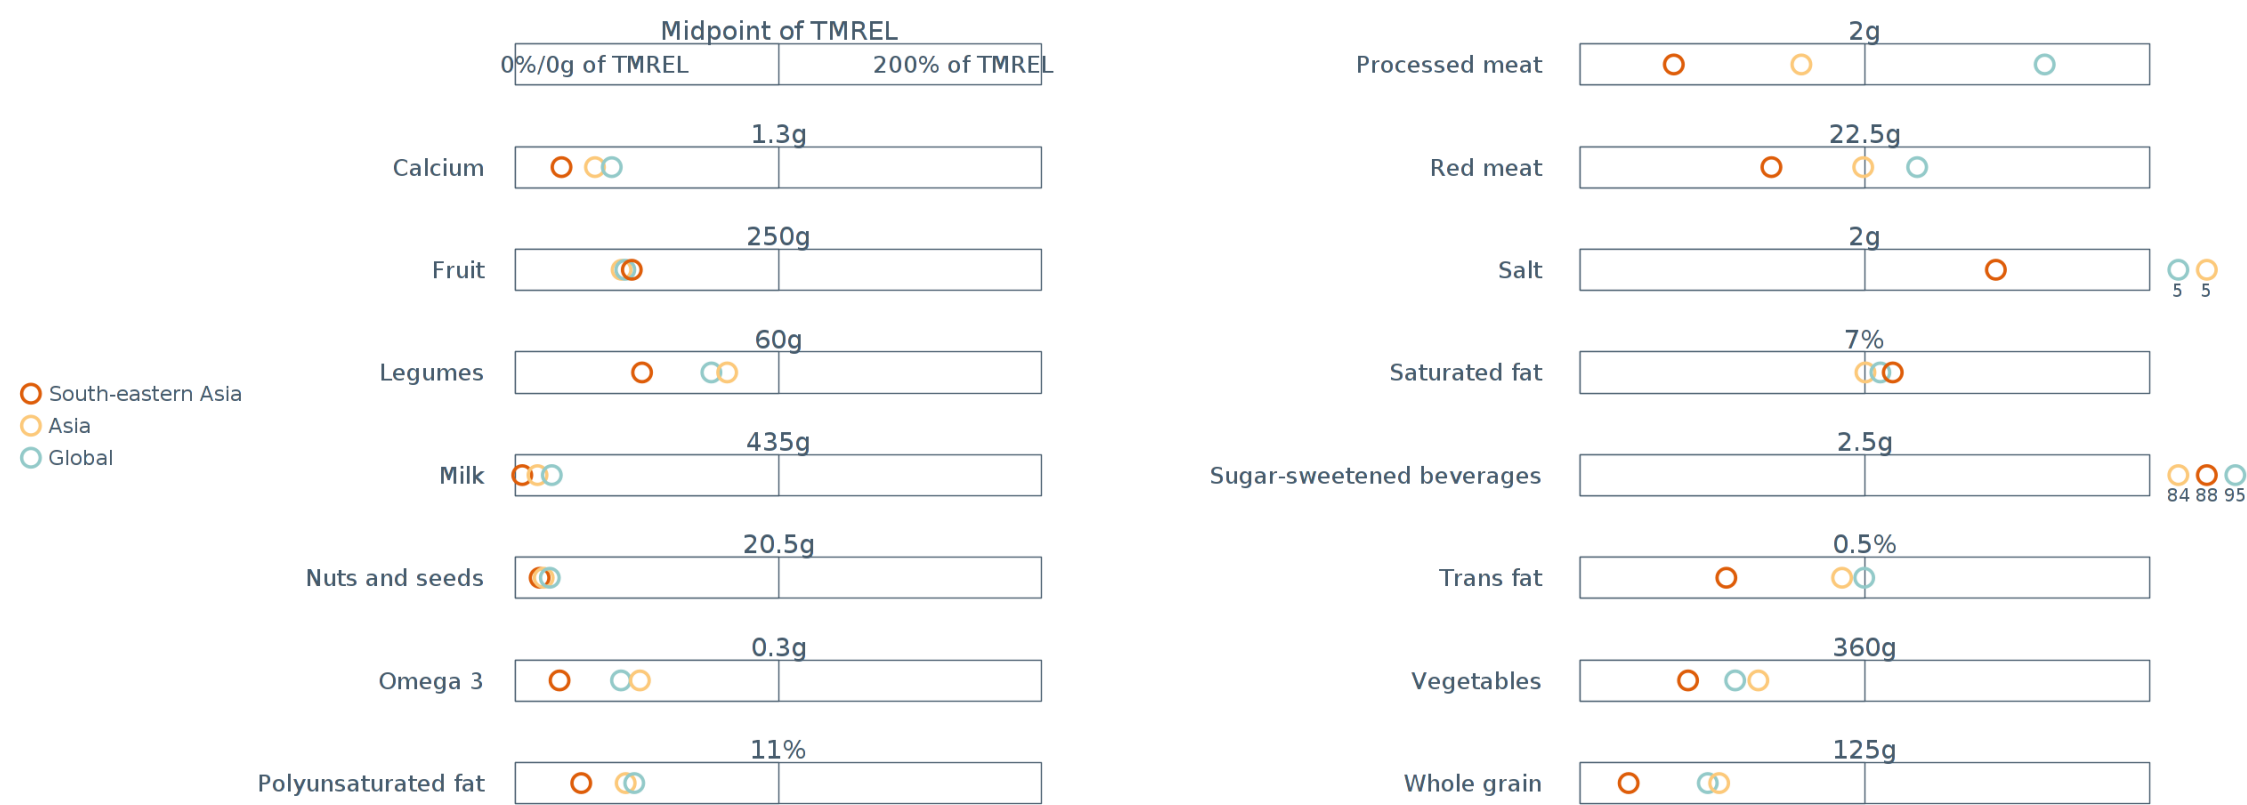 Midpoint of TMREL
0%/0g of TMREL 200% of TMREL
1.3g
Calcium
250g
Fruit
60g
Legumes
435g
Milk
20.5g
Nuts and seeds
0.3g
Omega 3
11%
Polyunsaturated fat
South-eastern Asia
Asia
Global
2g
Processed meat
22.5g
Red meat
2g
Salt
5 5
7%
Saturated fat
2.5g
Sugar-sweetened beverages
84 88 95
0.5%
Trans fat
360g
Vegetables
125g
Whole grain